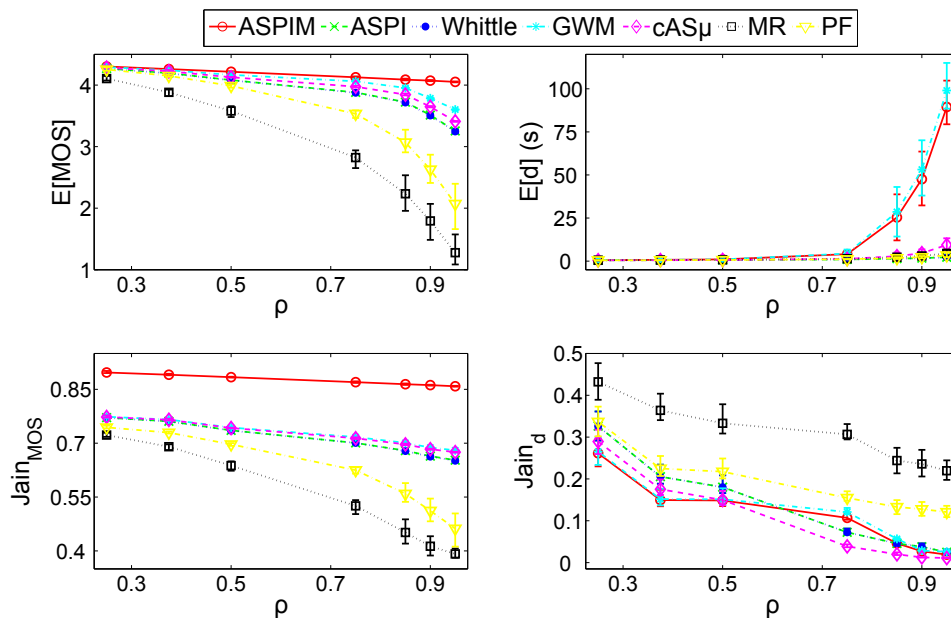 ASPIM ASPI Whittle GWM cASμ MR PF
E[MOS]
4
3
2
1
0.3 0.5 0.7 0.9
ρ
E[d] (s)
100
75
50
25
0
0.3 0.5 0.7 0.9
ρ
Jain_MOS
0.85
0.7
0.55
0.4
0.3 0.5 0.7 0.9
ρ
Jain_d
0.5
0.4
0.3
0.2
0.1
0
0.3 0.5 0.7 0.9
ρ